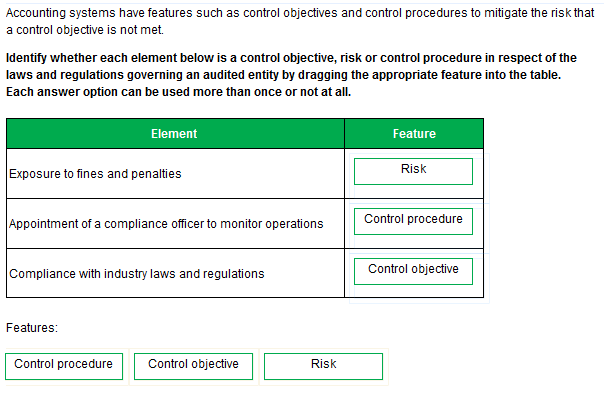 Accounting systems have features such as control objectives and control procedures to mitigate the risk that
a control objective is not met.
Identify whether each element below is a control objective, risk or control procedure in respect of the
laws and regulations governing an audited entity by dragging the appropriate feature into the table.
Each answer option can be used more than once or not at all.
Element Feature
Exposure to fines and penalties Risk
Appointment of a compliance officer to monitor operations Control procedure
Compliance with industry laws and regulations Control objective
Features:
Control procedure Control objective Risk